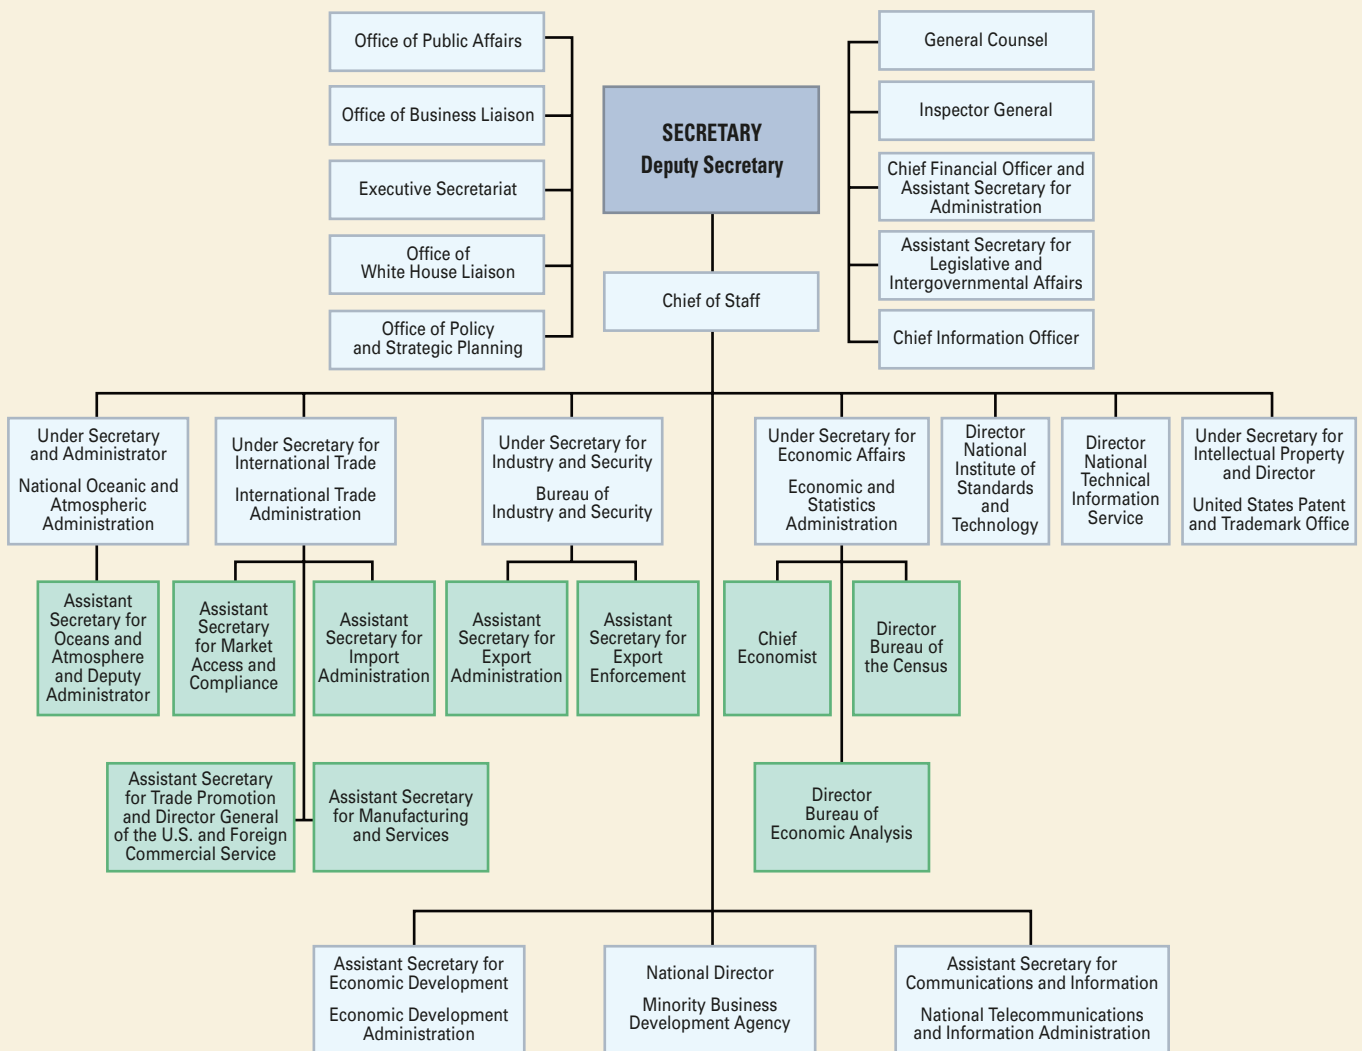 Office of Public Affairs
Office of Business Liaison
Executive Secretariat
Office of
White House Liaison
Office of Policy
and Strategic Planning
SECRETARY
Deputy Secretary
Chief of Staff
General Counsel
Inspector General
Chief Financial Officer and
Assistant Secretary for
Administration
Assistant Secretary for
Legislative and
Intergovernmental Affairs
Chief Information Officer
Under Secretary
and Administrator
National Oceanic and
Atmospheric
Administration
Under Secretary for
International Trade
International Trade
Administration
Under Secretary for
Industry and Security
Bureau of
Industry and Security
Under Secretary for
Economic Affairs
Economic and
Statistics
Administration
Director
National
Institute of
Standards
and
Technology
Director
National
Technical
Information
Service
Under Secretary for
Intellectual Property
and Director
United States Patent
and Trademark Office
Assistant
Secretary for
Oceans and
Atmosphere
and Deputy
Administrator
Assistant
Secretary
for Market
Access and
Compliance
Assistant
Secretary for
Import
Administration
Assistant
Secretary for
Export
Administration
Assistant
Secretary for
Export
Enforcement
Chief
Economist
Director
Bureau of
the Census
Assistant Secretary
for Trade Promotion
and Director General
of the U.S. and Foreign
Commercial Service
Assistant Secretary
for Manufacturing
and Services
Director
Bureau of
Economic Analysis
Assistant Secretary for
Economic Development
Economic Development
Administration
National Director
Minority Business
Development Agency
Assistant Secretary for
Communications and Information
National Telecommunications
and Information Administration